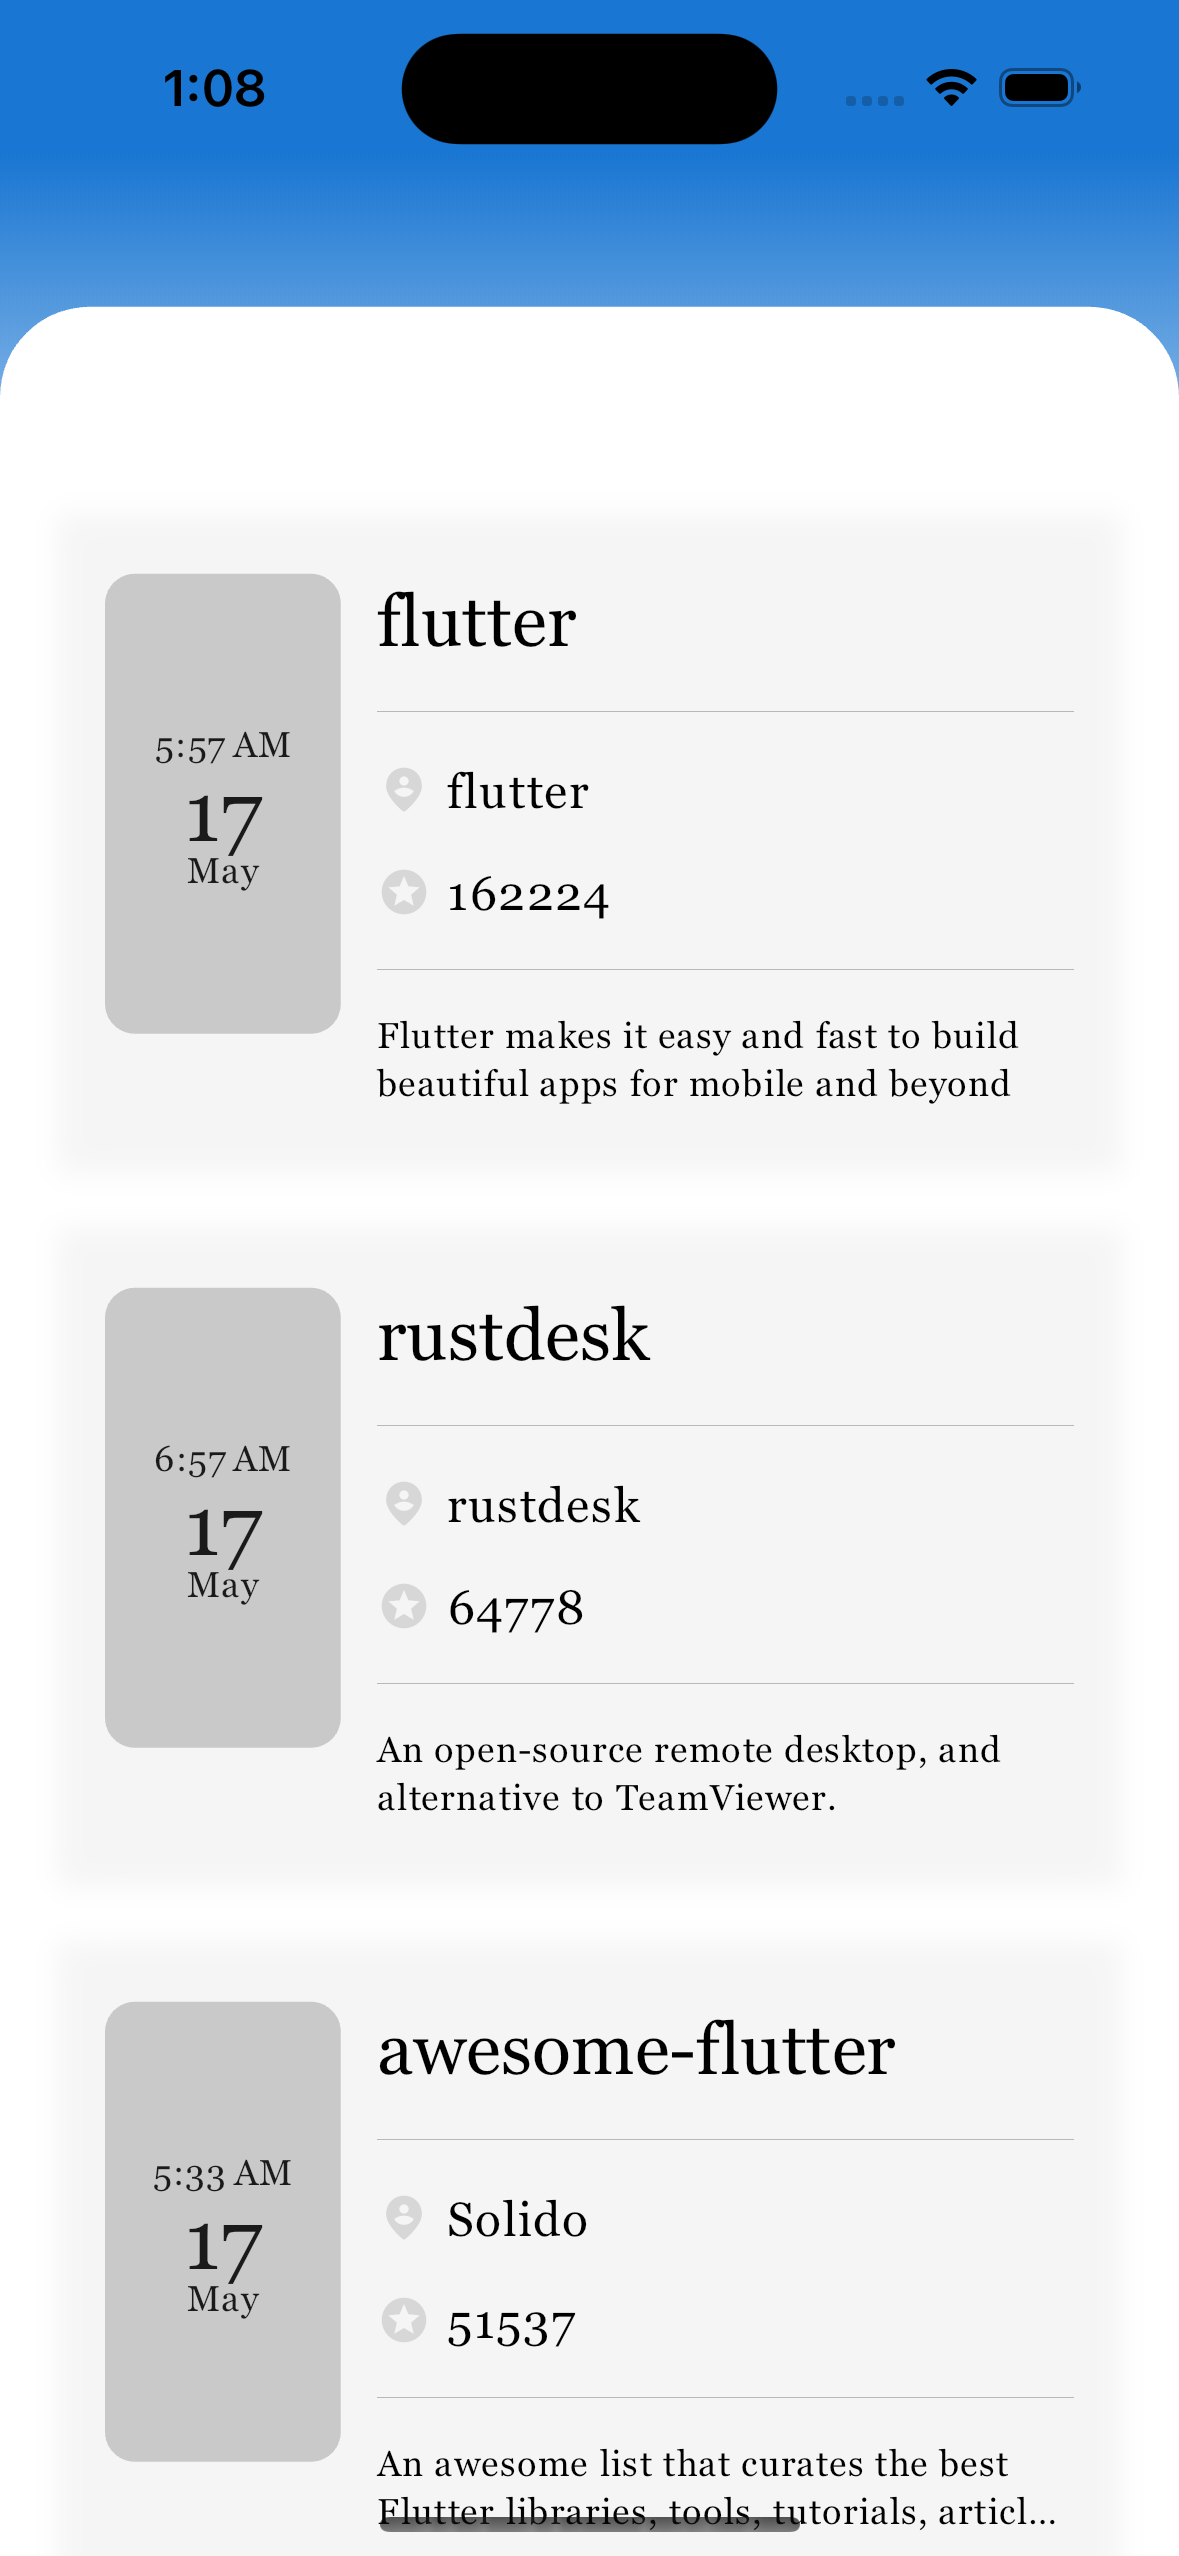 1:08
flutter
5:57 AM
17
May
flutter
162224
Flutter makes it easy and fast to build
beautiful apps for mobile and beyond
rustdesk
6:57 AM
17
May
rustdesk
64778
An open-source remote desktop, and
alternative to TeamViewer.
awesome-flutter
5:33 AM
17
May
Solido
51537
An awesome list that curates the best
Flutter libraries, tools, tutorials, articl...